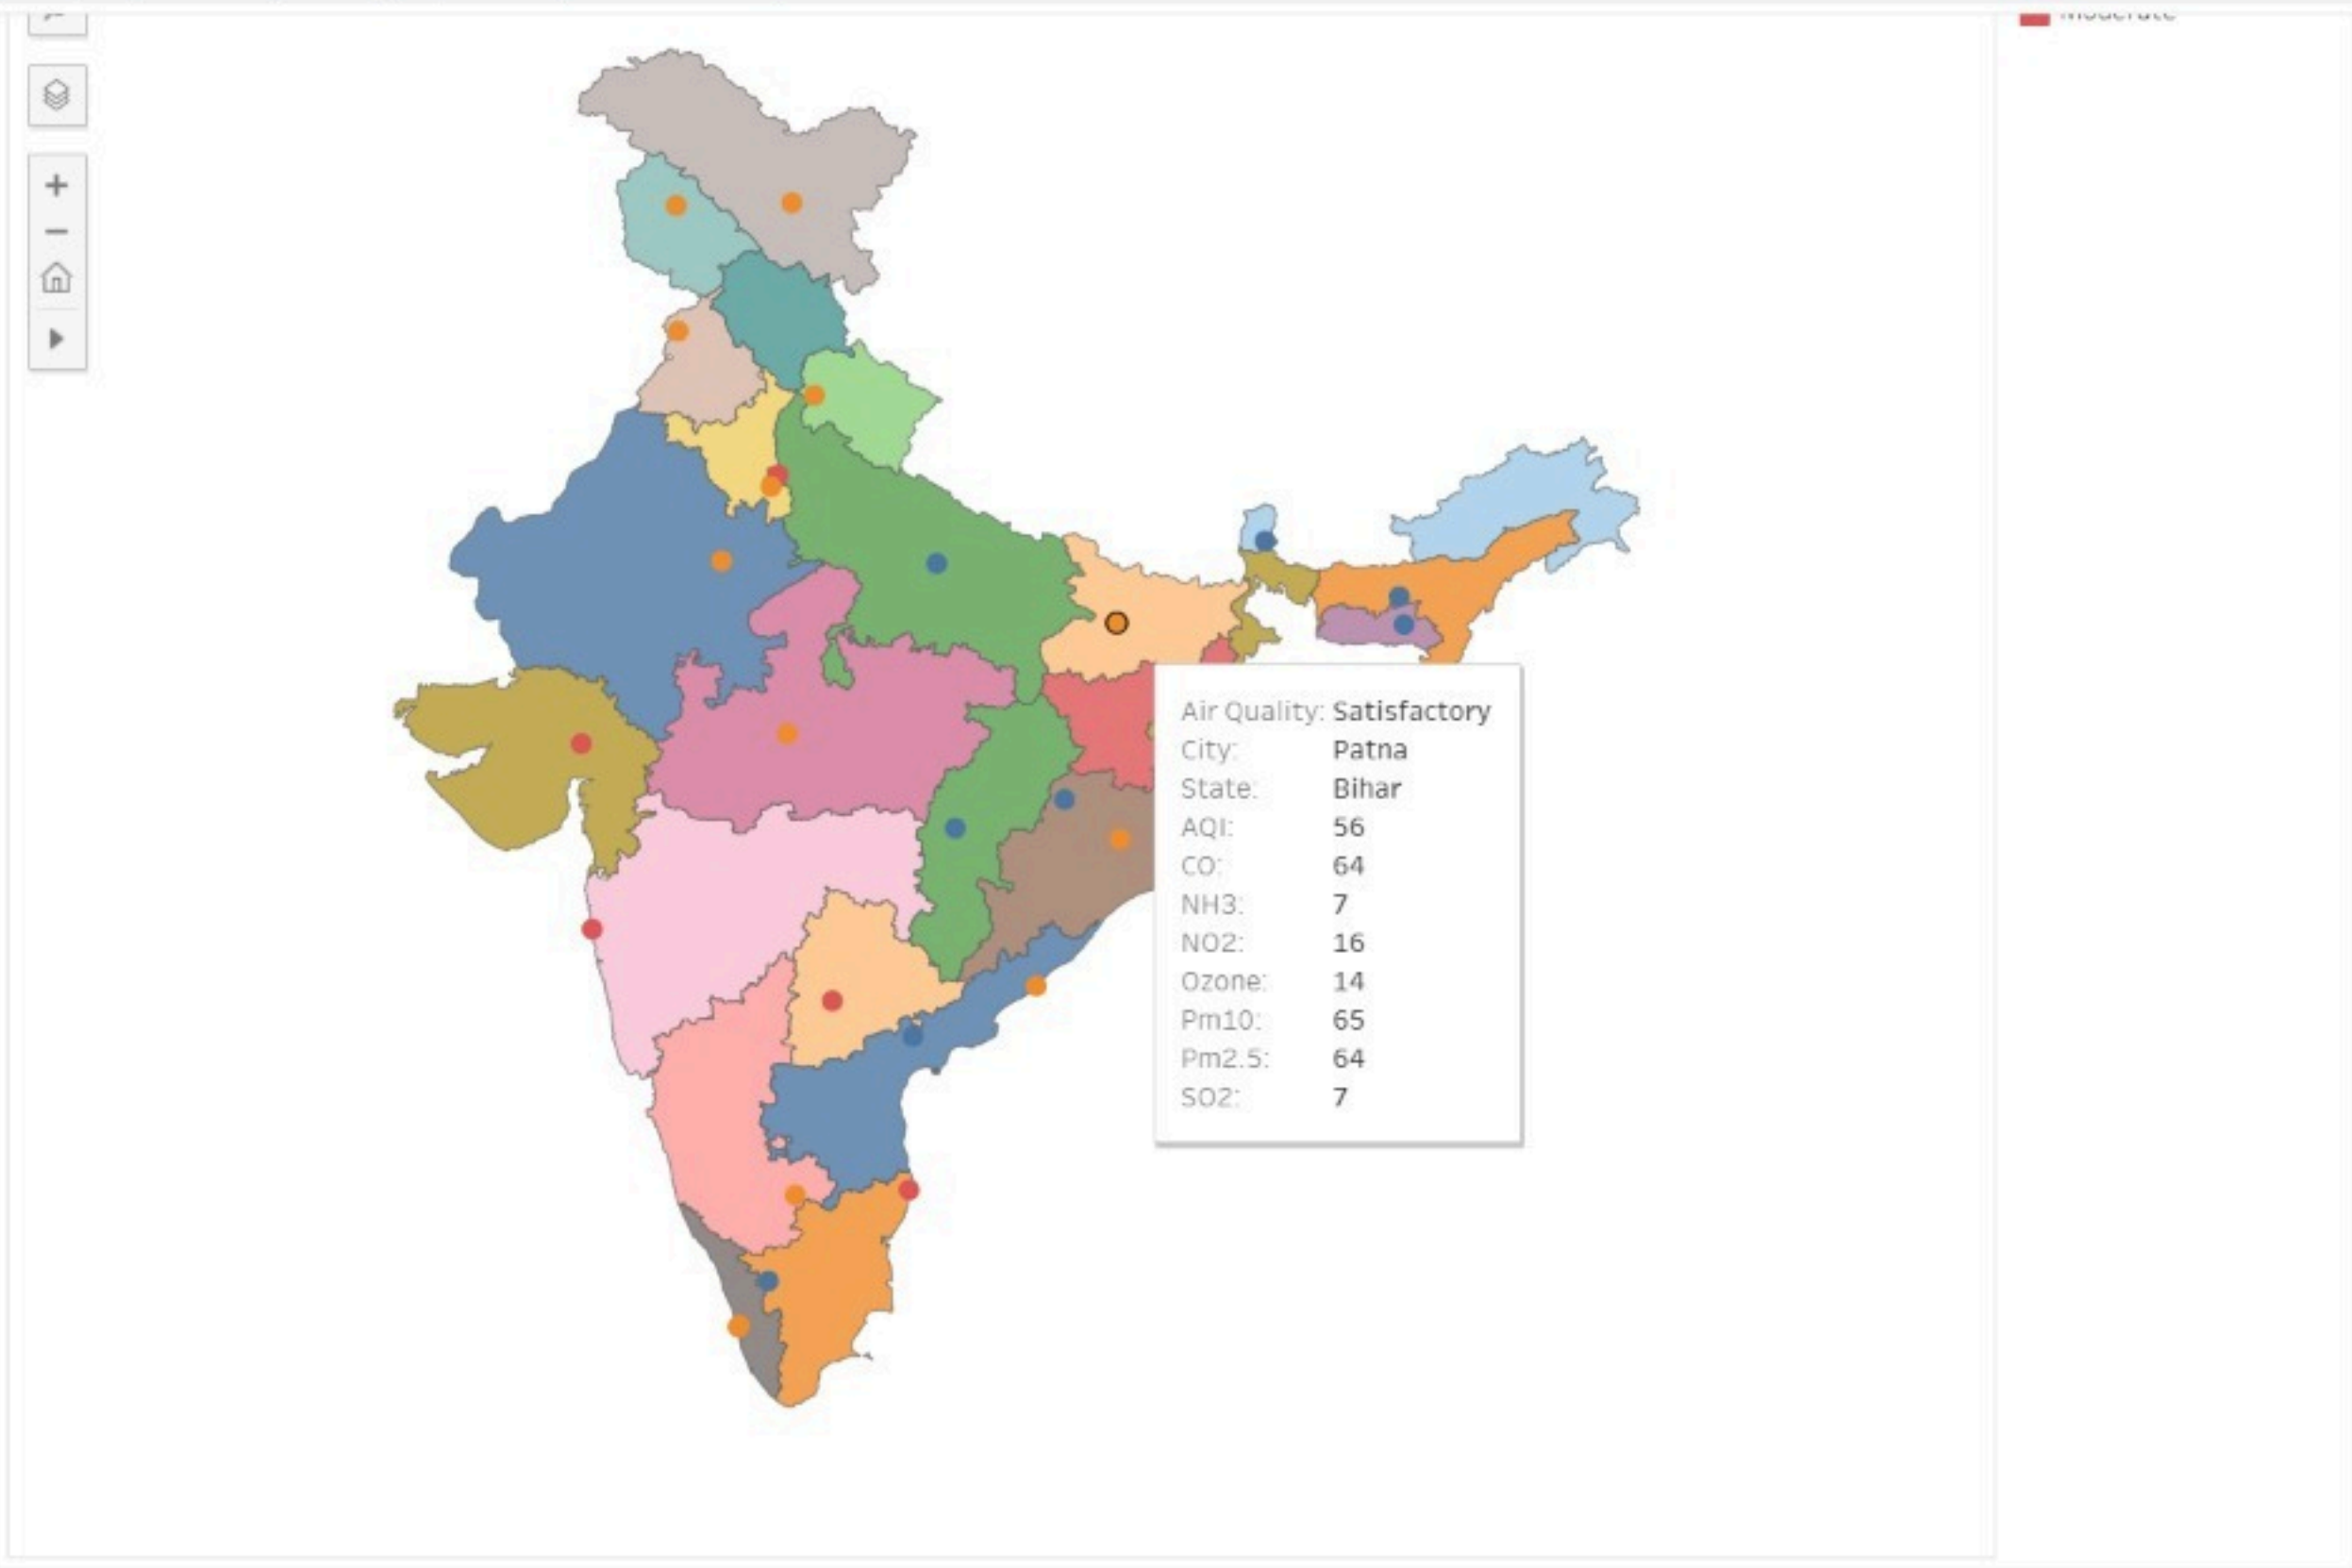 Moderate
Air Quality: Satisfactory
City: Patna
State: Bihar
AQI: 56
CO: 64
NH3: 7
NO2: 16
Ozone: 14
Pm10: 65
Pm2.5: 64
SO2: 7